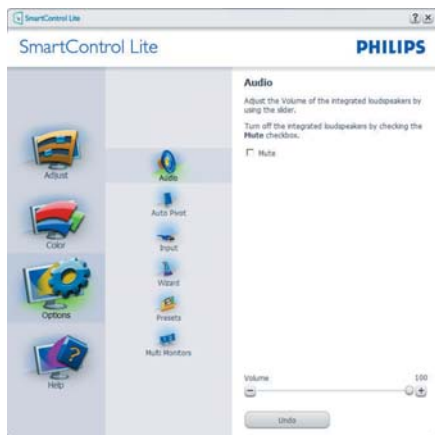 SmartControl Lite
SmartControl Lite
PHILIPS
Adjust
Color
Options
Help
Audio
Auto Pivot
Input
Wizard
Presets
Multi Monitors
Audio
Adjust the Volume of the integrated loudspeakers by
using the slider.
Turn off the integrated loudspeakers by checking the
Mute checkbox.
Mute
Volume 100
Undo